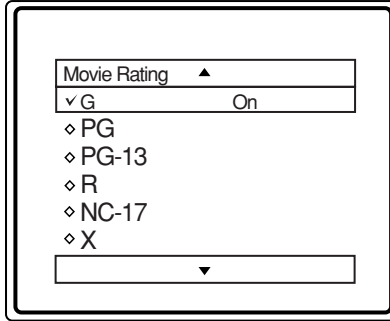 Movie Rating
G On
PG
PG-13
R
NC-17
X